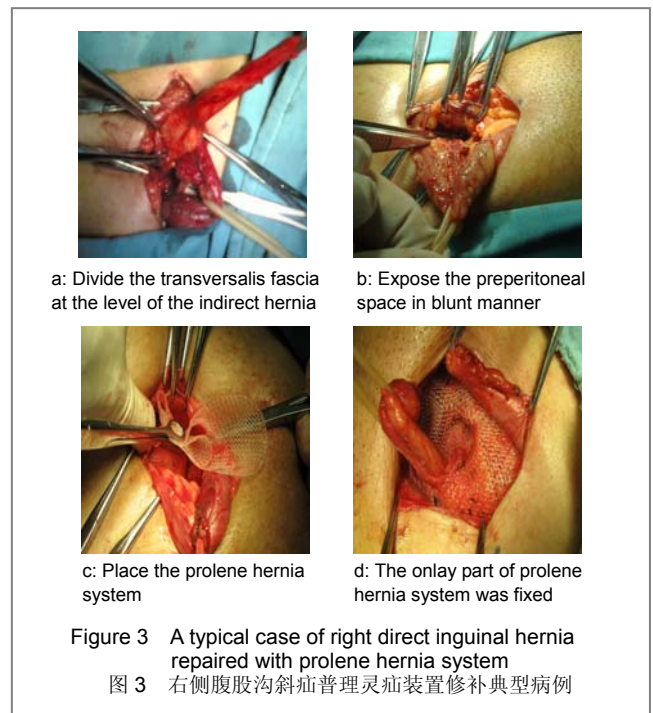 a: Divide the transversalis fascia
at the level of the indirect hernia
b: Expose the preperitoneal
space in blunt manner
c: Place the prolene hernia
system
d: The onlay part of prolene
hernia system was fixed
Figure 3 A typical case of right direct inguinal hernia
repaired with prolene hernia system
图 3 右侧腹股沟斜疝普理灵疝装置修补典型病例